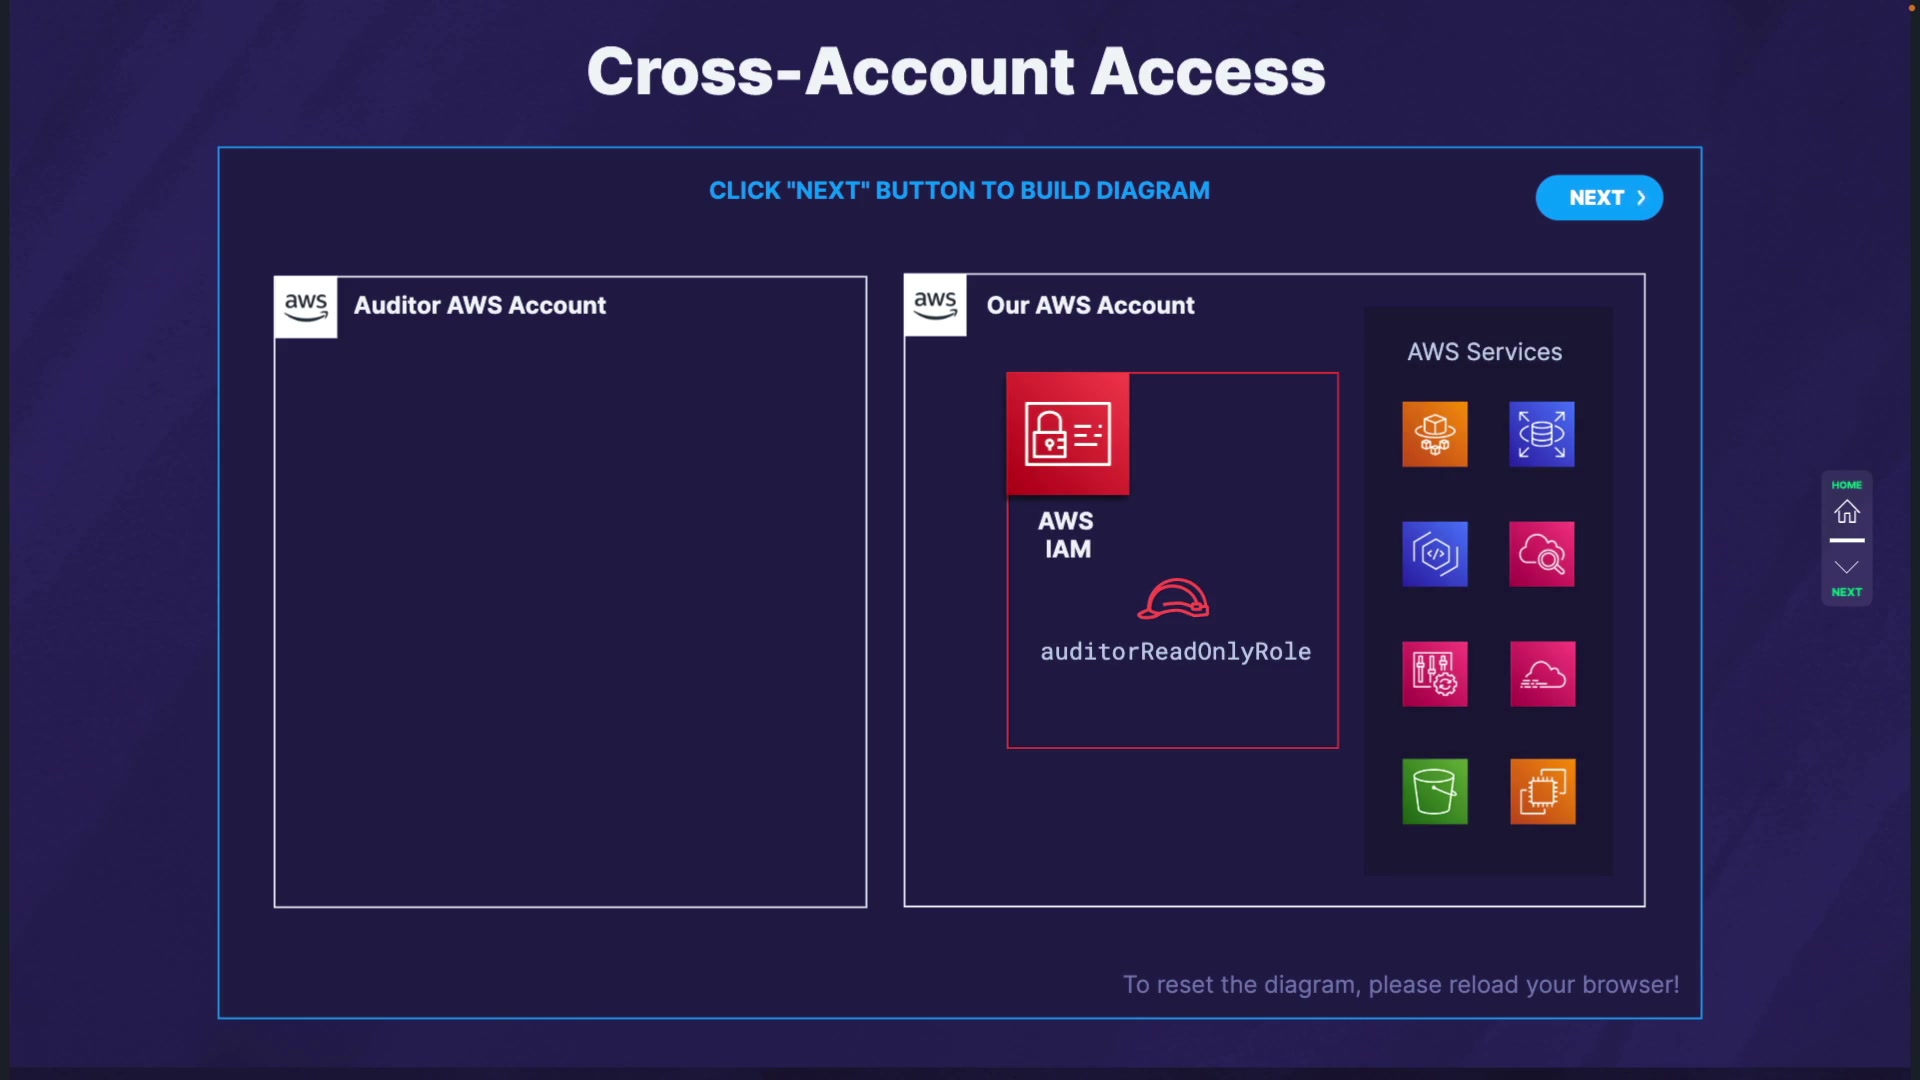 Cross-Account Access
CLICK "NEXT" BUTTON TO BUILD DIAGRAM
NEXT
aws
Auditor AWS Account
aws
Our AWS Account
AWS Services
AWS
IAM
auditorReadOnlyRole
HOME
NEXT
To reset the diagram, please reload your browser!